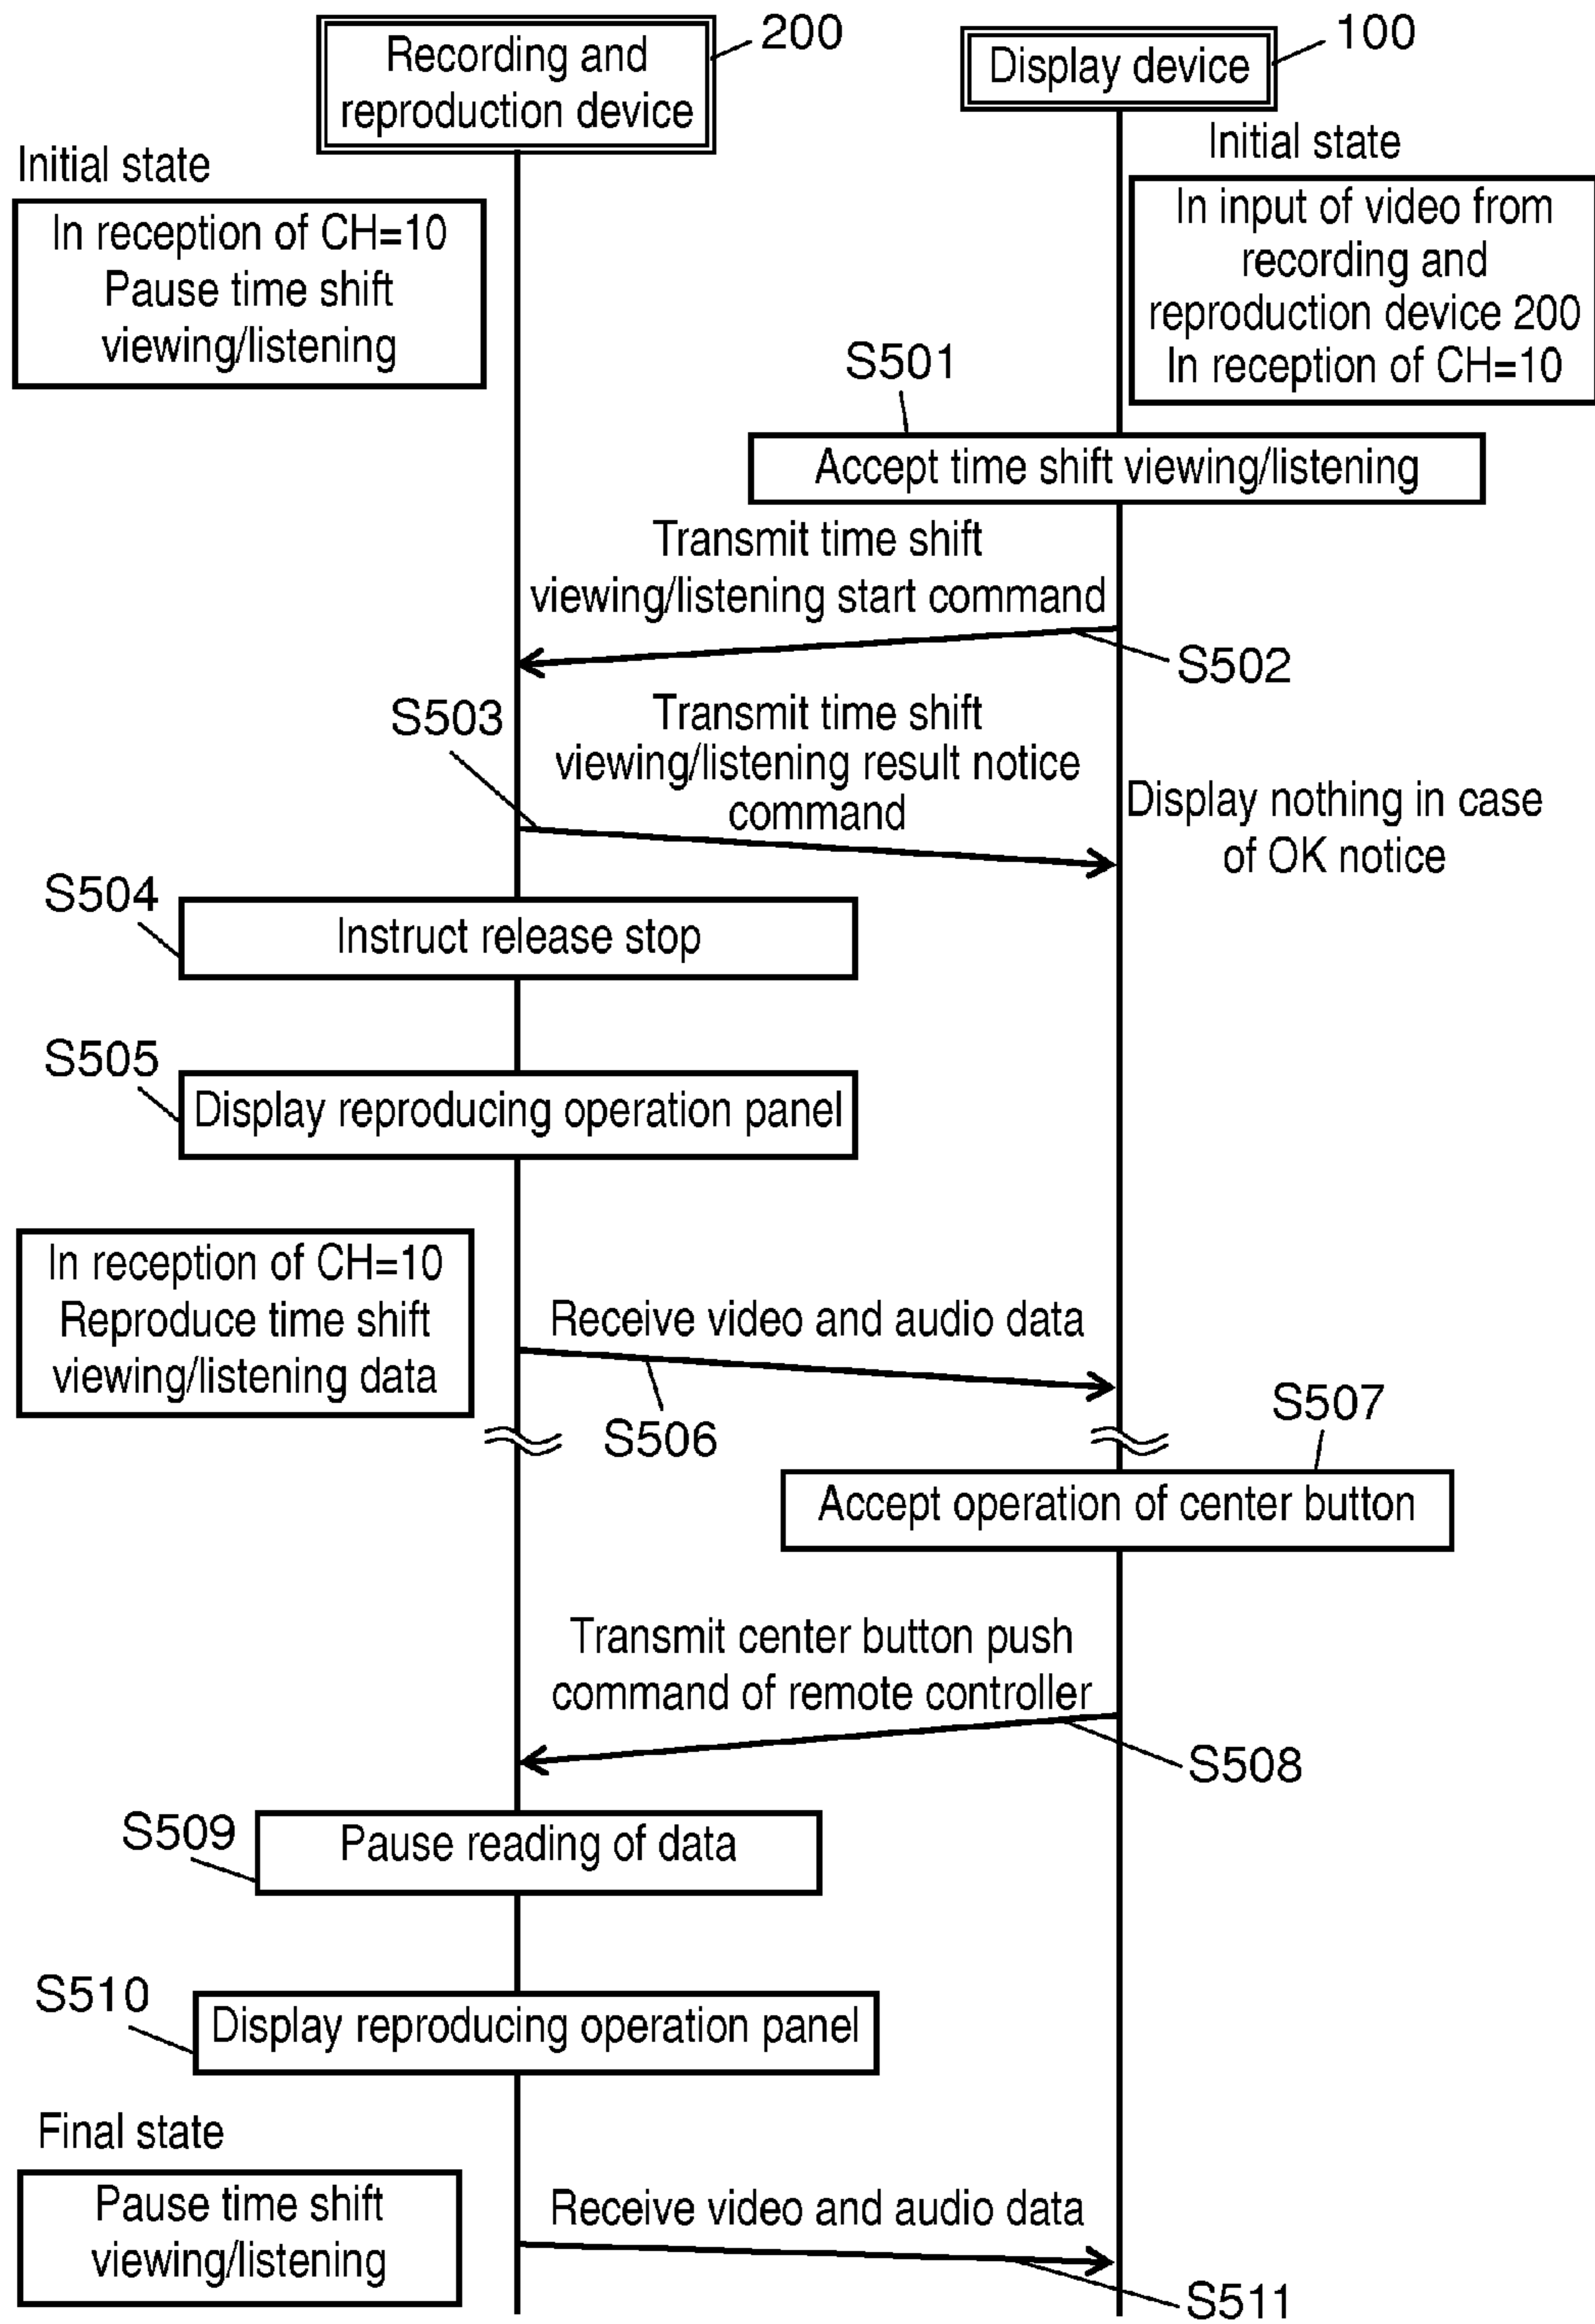 Recording and
reproduction device
200
Display device
100
Initial state
In reception of CH=10
Pause time shift
viewing/listening
Initial state
In input of video from
recording and
reproduction device 200
In reception of CH=10
S501
Accept time shift viewing/listening
Transmit time shift
viewing/listening start command
S502
S503
Transmit time shift
viewing/listening result notice
command
Display nothing in case
of OK notice
S504
Instruct release stop
S505
Display reproducing operation panel
In reception of CH=10
Reproduce time shift
viewing/listening data
Receive video and audio data
S506
S507
Accept operation of center button
Transmit center button push
command of remote controller
S508
S509
Pause reading of data
S510
Display reproducing operation panel
Final state
Pause time shift
viewing/listening
Receive video and audio data
S511